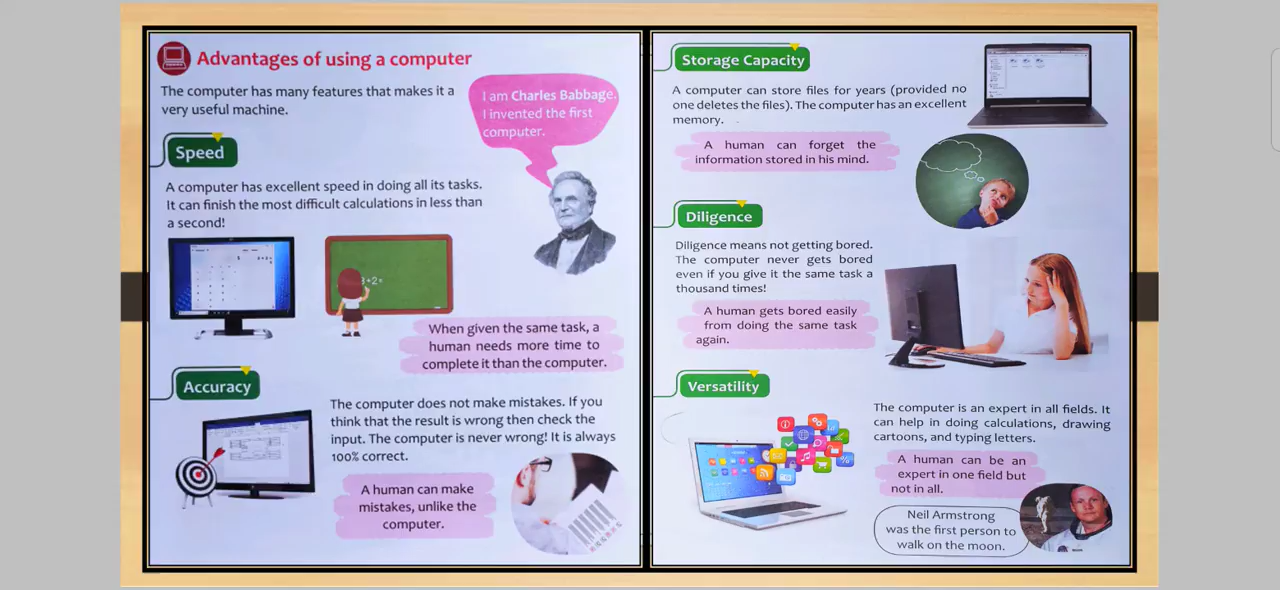 Advantages of using a computer
The computer has many features that makes it a
very useful machine.
I am Charles Babbage.
I invented the first
computer.
Speed
A computer has excellent speed in doing all its tasks.
It can finish the most difficult calculations in less than
a second!
+2=
When given the same task, a
human needs more time to
complete it than the computer.
Accuracy
The computer does not make mistakes. If you
think that the result is wrong then check the
input. The computer is never wrong! It is always
100% correct.
A human can make
mistakes, unlike the
computer.
Storage Capacity
A computer can store files for years (provided no
one deletes the files). The computer has an excellent
memory.
A human can forget the
information stored in his mind.
Diligence
Diligence means not getting bored.
The computer never gets bored
even if you give it the same task a
thousand times!
A human gets bored easily
from doing the same task
again.
Versatility
The computer is an expert in all fields. It
can help in doing calculations, drawing
cartoons, and typing letters.
A human can be an
expert in one field but
not in all.
Neil Armstrong
was the first person to
walk on the moon.